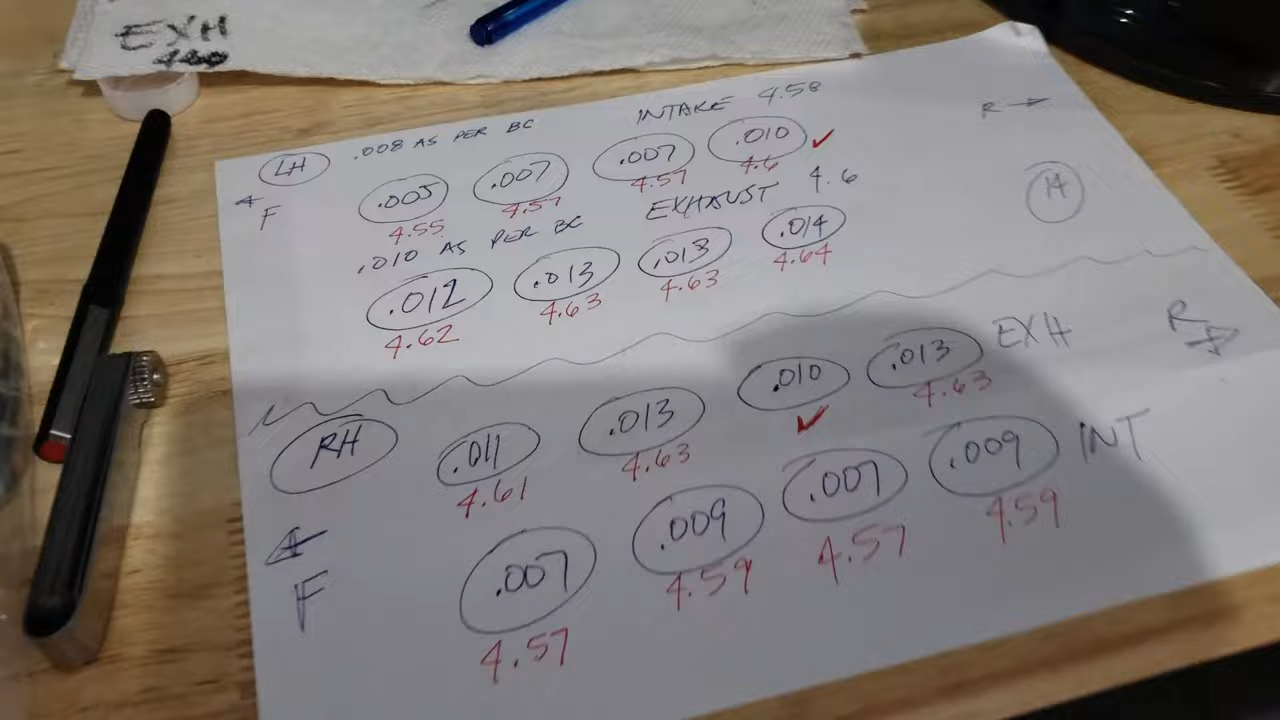 EXH
LH .008 AS PER BC INTAKE 4.58 R
F .005 .007 .007 .010
4.55 4.57 4.57 4.6
.010 AS PER BC EXHAUST 4.6
.012 .013 .013 .014 14
4.62 4.63 4.63 4.64
RH .011 .013 .010 .013 EXH R
4.61 4.63 4.63
F .007 .009 .007 .009 INT
4.57 4.59 4.57 4.59